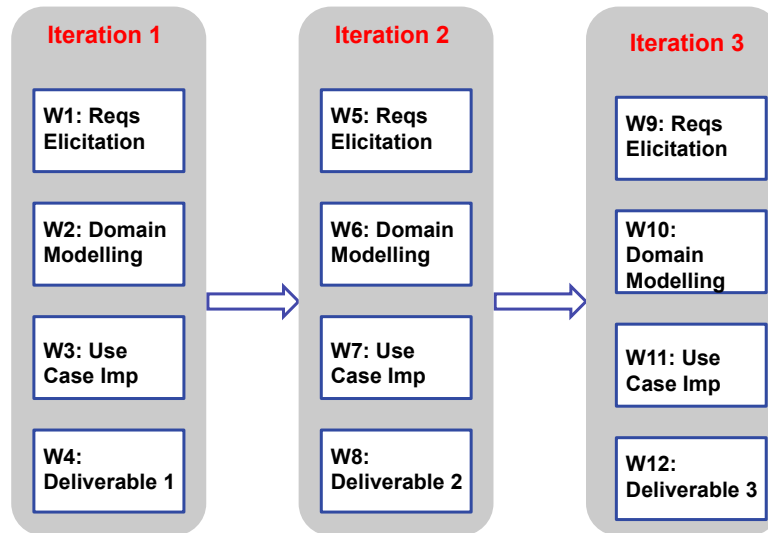 Iteration 1
W1: Reqs
Elicitation
W2: Domain
Modelling
W3: Use
Case Imp
W4:
Deliverable 1
Iteration 2
W5: Reqs
Elicitation
W6: Domain
Modelling
W7: Use
Case Imp
W8:
Deliverable 2
Iteration 3
W9: Reqs
Elicitation
W10:
Domain
Modelling
W11: Use
Case Imp
W12:
Deliverable 3